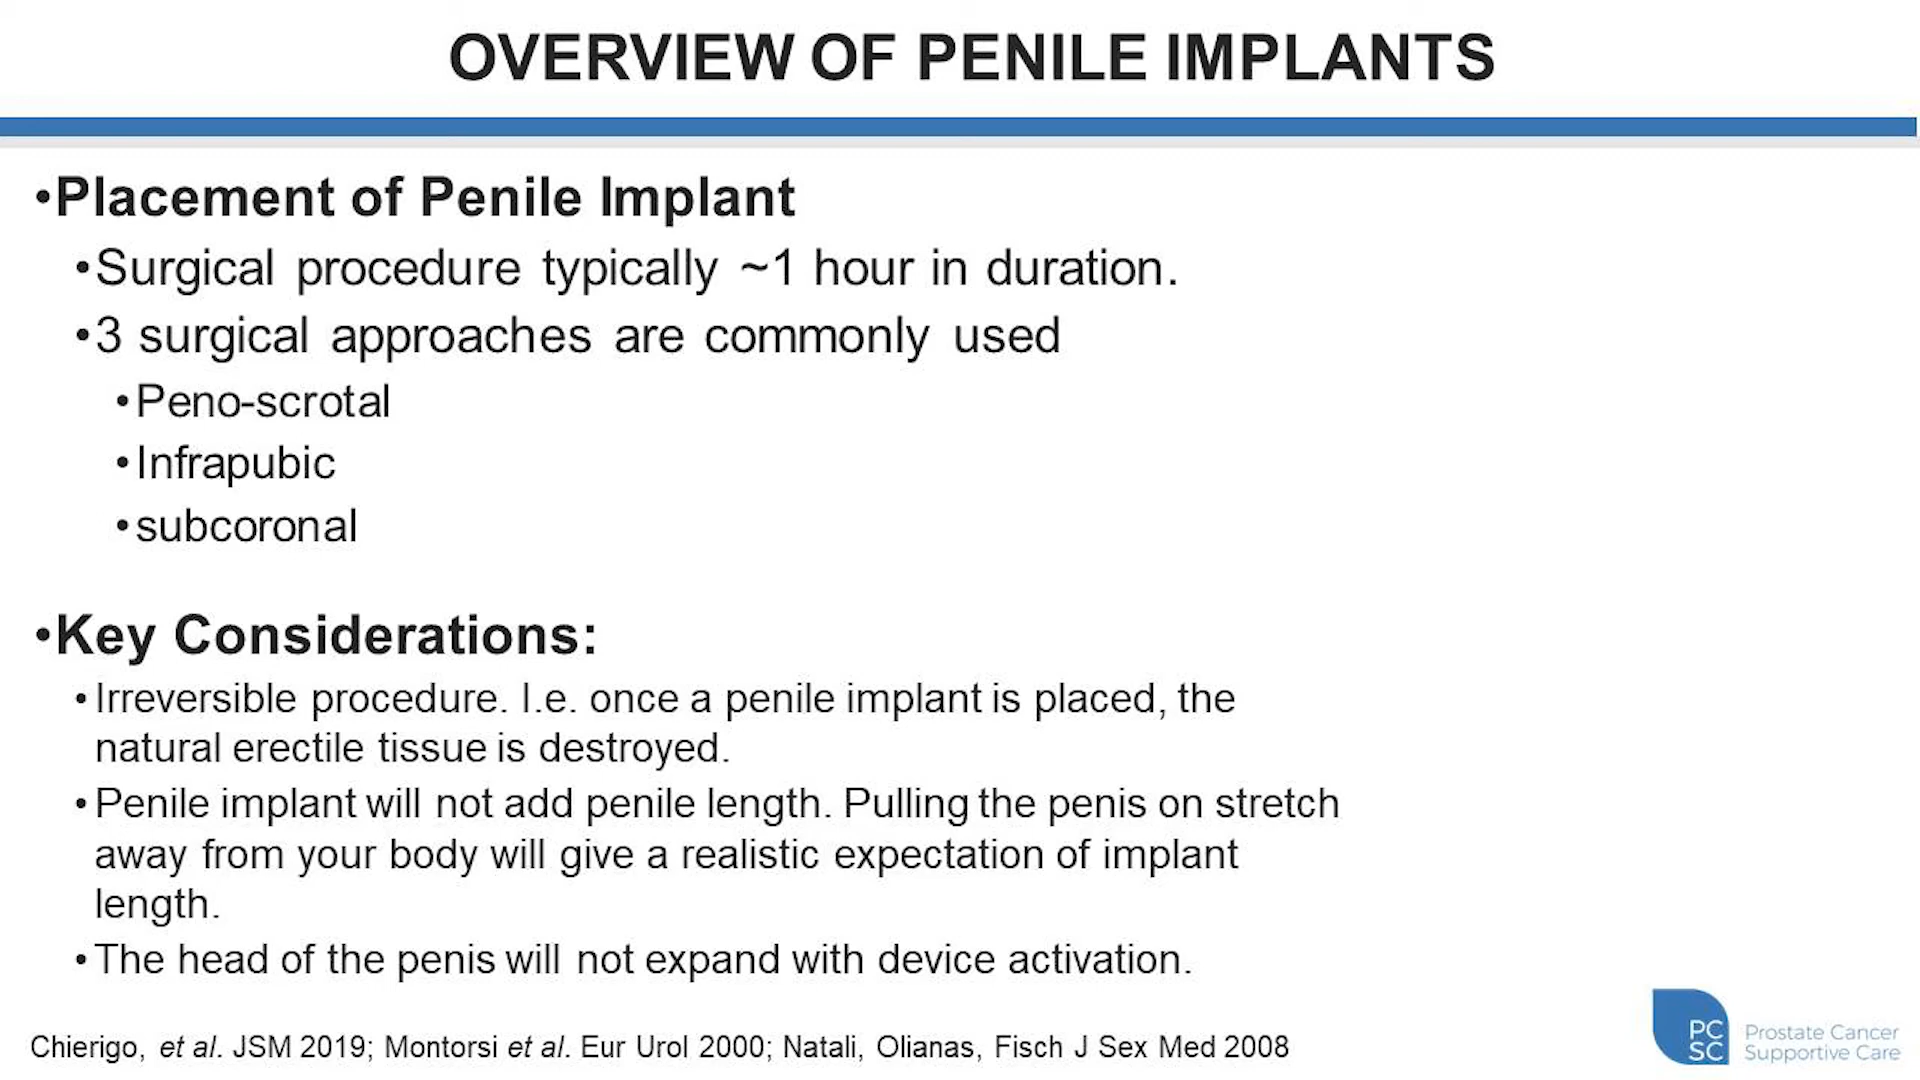 OVERVIEW OF PENILE IMPLANTS
•Placement of Penile Implant
•Surgical procedure typically ~1 hour in duration.
•3 surgical approaches are commonly used
•Peno-scrotal
•Infrapubic
•subcoronal
•Key Considerations:
•Irreversible procedure. I.e. once a penile implant is placed, the
natural erectile tissue is destroyed.
•Penile implant will not add penile length. Pulling the penis on stretch
away from your body will give a realistic expectation of implant
length.
•The head of the penis will not expand with device activation.
Chierigo, et al. JSM 2019; Montorsi et al. Eur Urol 2000; Natali, Olianas, Fisch J Sex Med 2008
PC
SC
Prostate Cancer
Supportive Care